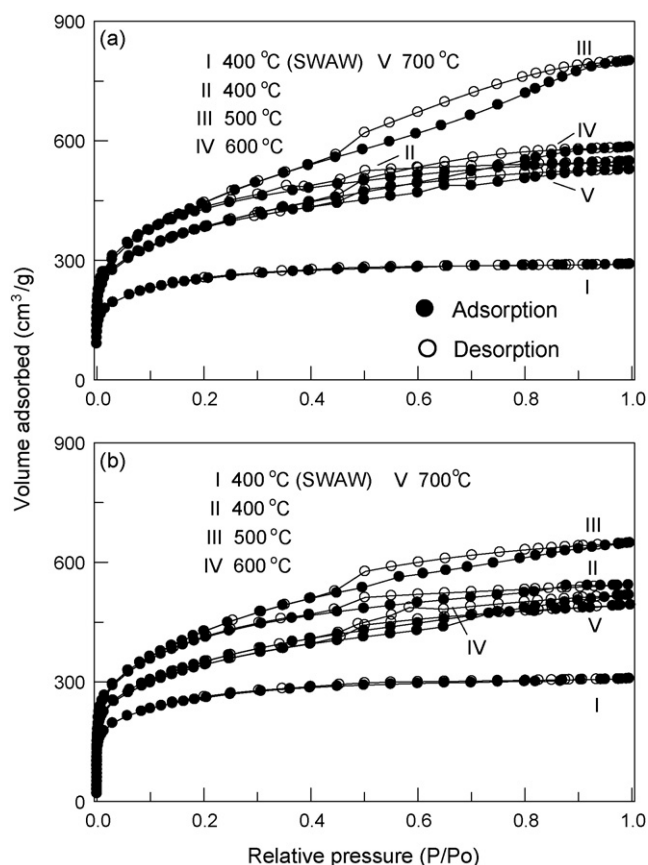 (a)
I 400 °C (SWAW) V 700 °C
II 400 °C
III 500 °C
IV 600 °C
III
II
IV
V
I
● Adsorption
○ Desorption
900
600
300
0
0.0 0.2 0.4 0.6 0.8 1.0
Volume adsorbed (cm³/g)
(b)
I 400 °C (SWAW) V 700 °C
II 400 °C
III 500 °C
IV 600 °C
III
II
IV
V
I
900
600
300
0
0.0 0.2 0.4 0.6 0.8 1.0
Relative pressure (P/Po)